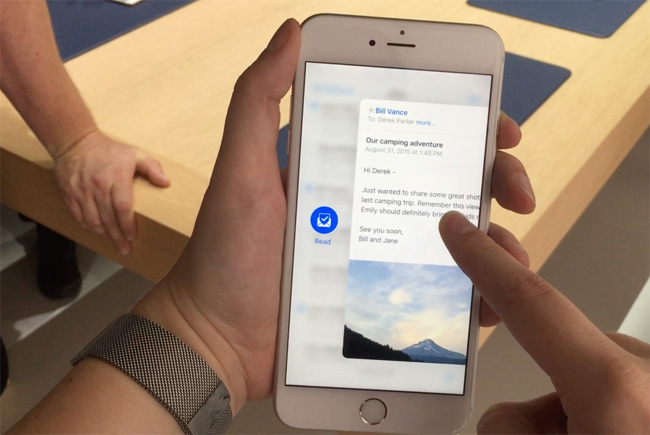 Bill Vance
To: Derek Parker more...
Our camping adventure
August 31, 2015 at 1:48 PM
Hi Derek -
Just wanted to share some great shot
last camping trip. Remember this view
Emily should definitely
Read
See you soon,
Bill and Jane